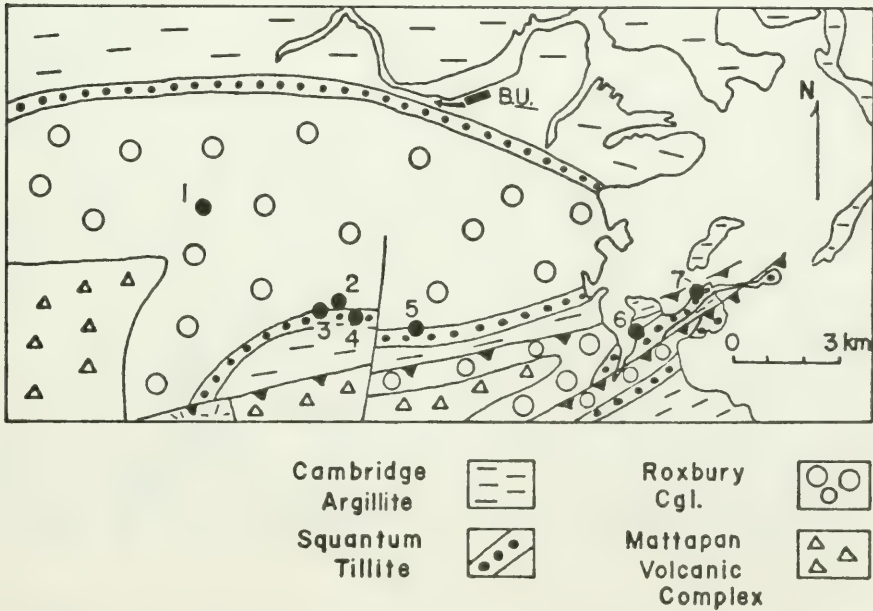 B.U.
N
1
2
3
4
5
6
7
0 3 km
Cambridge
Argillite
Roxbury
Cgl.
Squantum
Tillite
Mattapan
Volcanic
Complex